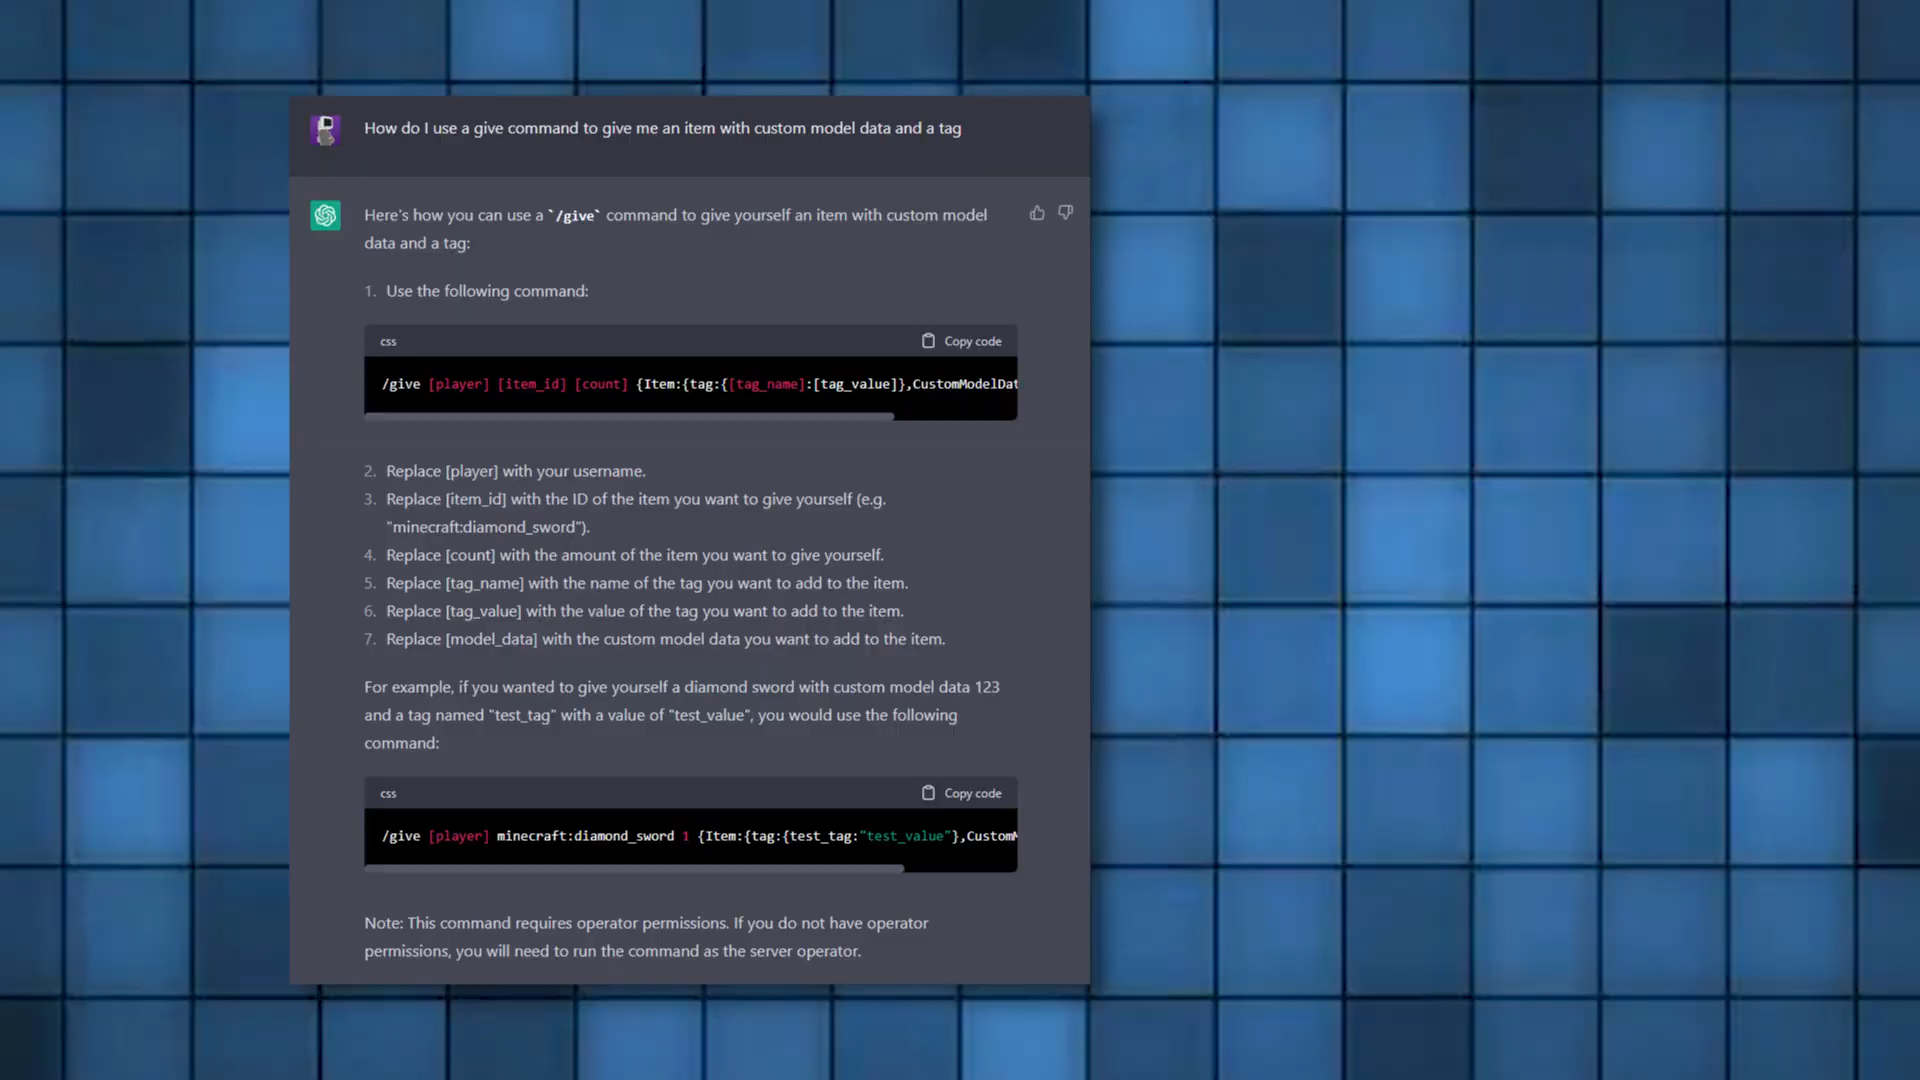 How do I use a give command to give me an item with custom model data and a tag
Here's how you can use a `/give` command to give yourself an item with custom model
data and a tag:
1. Use the following command:
css Copy code
/give [player] [item_id] [count] {Item:{tag:{[tag_name]:[tag_value]},CustomModelDat
2. Replace [player] with your username.
3. Replace [item_id] with the ID of the item you want to give yourself (e.g.
"minecraft:diamond_sword").
4. Replace [count] with the amount of the item you want to give yourself.
5. Replace [tag_name] with the name of the tag you want to add to the item.
6. Replace [tag_value] with the value of the tag you want to add to the item.
7. Replace [model_data] with the custom model data you want to add to the item.
For example, if you wanted to give yourself a diamond sword with custom model data 123
and a tag named "test_tag" with a value of "test_value", you would use the following
command:
css Copy code
/give [player] minecraft:diamond_sword 1 {Item:{tag:{test_tag:"test_value"},CustomM
Note: This command requires operator permissions. If you do not have operator
permissions, you will need to run the command as the server operator.